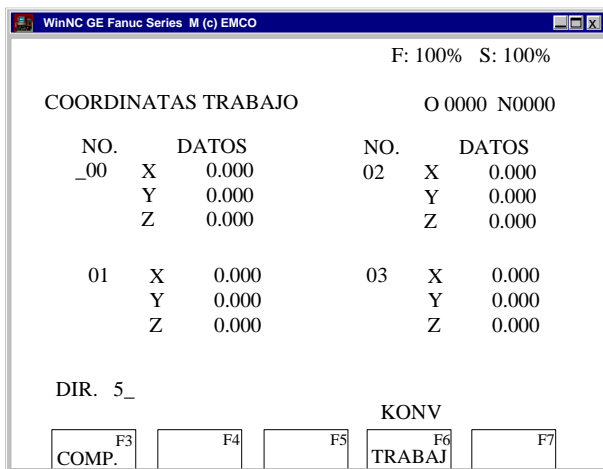 WinNC GE Fanuc Series M (c) EMCO
F: 100% S: 100%
COORDINATAS TRABAJO O 0000 N0000
NO. DATOS NO. DATOS
_00 X 0.000 02 X 0.000
Y 0.000 Y 0.000
Z 0.000 Z 0.000
01 X 0.000 03 X 0.000
Y 0.000 Y 0.000
Z 0.000 Z 0.000
DIR. 5_
KONV
F3 F4 F5 F6 F7
COMP. TRABAJ